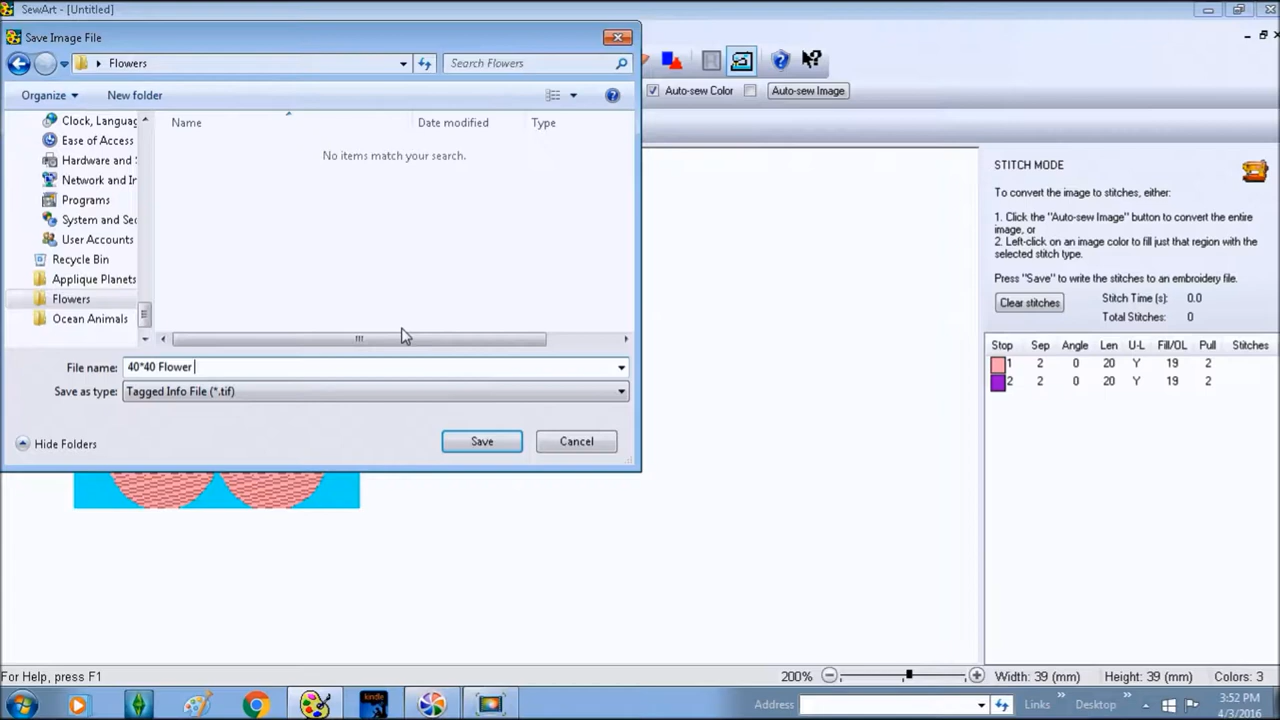 SewArt - [Untitled]
Save Image File
Flowers
Search Flowers
Organize
New folder
Auto-sew Color
Auto-sew Image
Clock, Languag
Ease of Access
Hardware and S
Network and In
Programs
System and Sec
User Accounts
Recycle Bin
Applique Planets
Flowers
Ocean Animals
Name
Date modified
Type
No items match your search.
File name: 40*40 Flower
Save as type: Tagged Info File (*.tif)
Hide Folders
Save
Cancel
STITCH MODE
To convert the image to stitches, either:
1. Click the "Auto-sew Image" button to convert the entire
image, or
2. Left-click on an image color to fill just that region with the
selected stitch type.
Press "Save" to write the stitches to an embroidery file.
Clear stitches
Stitch Time (s): 0.0
Total Stitches: 0
Stop Sep Angle Len U-L Fill/OL Pull Stitches
1 2 0 20 Y 19 2
2 2 0 20 Y 19 2
For Help, press F1
200%
Width: 39 (mm)
Height: 39 (mm)
Colors: 3
kindle
Address
Links
Desktop
3:52 PM
4/3/2016